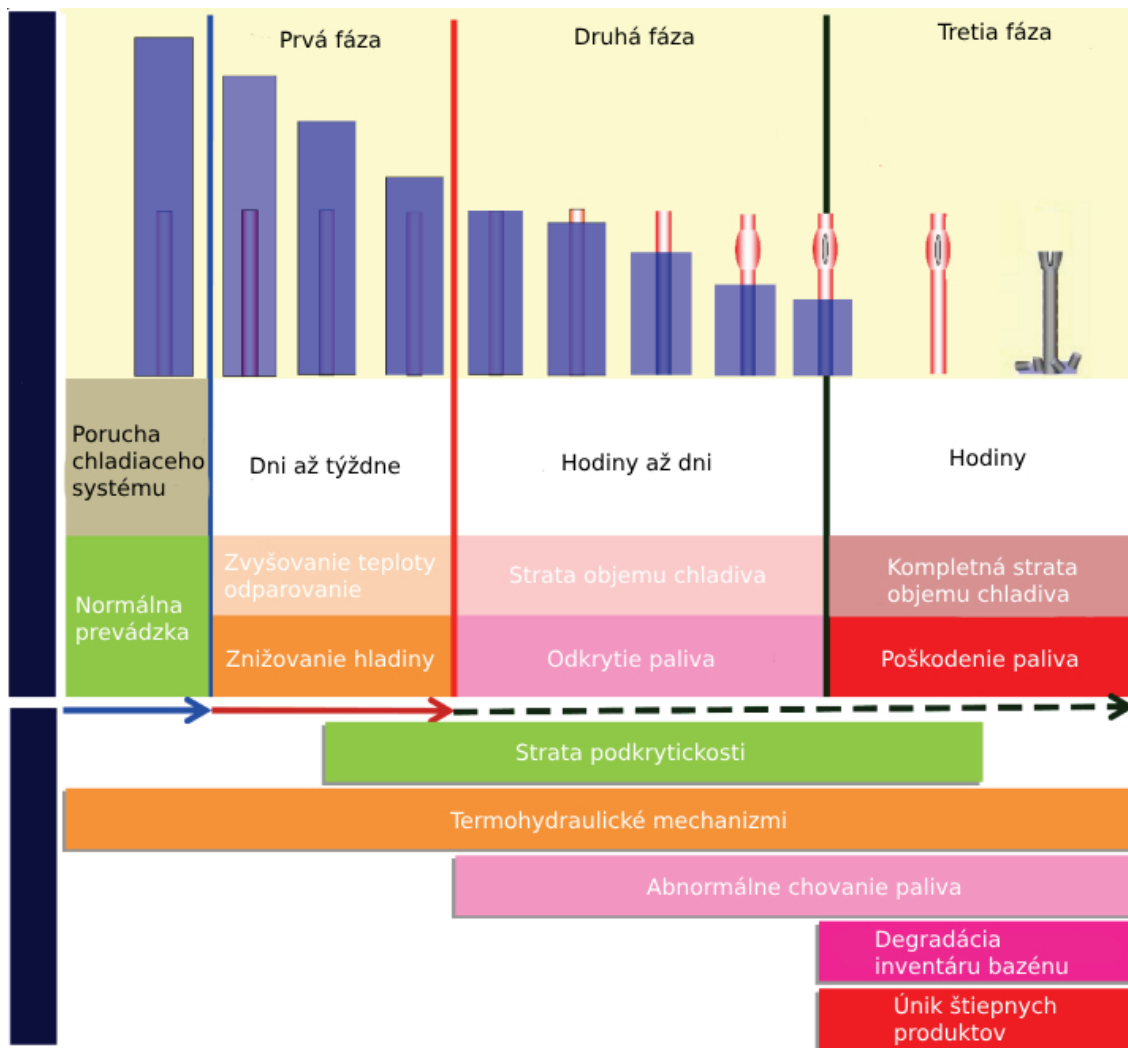 Prvá fáza
Druhá fáza
Tretia fáza
Porucha
chladiaceho
systému
Dni až týždne
Hodiny až dni
Hodiny
Normálna
prevádzka
Zvyšovanie teploty
odparovanie
Strata objemu chladiva
Kompletná strata
objemu chladiva
Znižovanie hladiny
Odkrytie paliva
Poškodenie paliva
Strata podkrytickosti
Termohydraulické mechanizmi
Abnormálne chovanie paliva
Degradácia
inventáru bazénu
Únik štiepnych
produktov